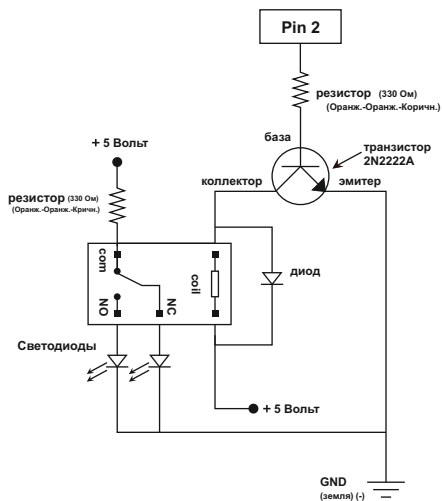 Pin 2
резистор (330 Ом)
(Оранж.-Оранж.-Коричн.)
база
транзистор
2N2222A
+ 5 Вольт
коллектор
эмитер
резистор (330 Ом)
(Оранж.-Оранж.-Кричн.)
com
coil
NO
NC
диод
Светодиоды
+ 5 Вольт
GND
(земля) (-)